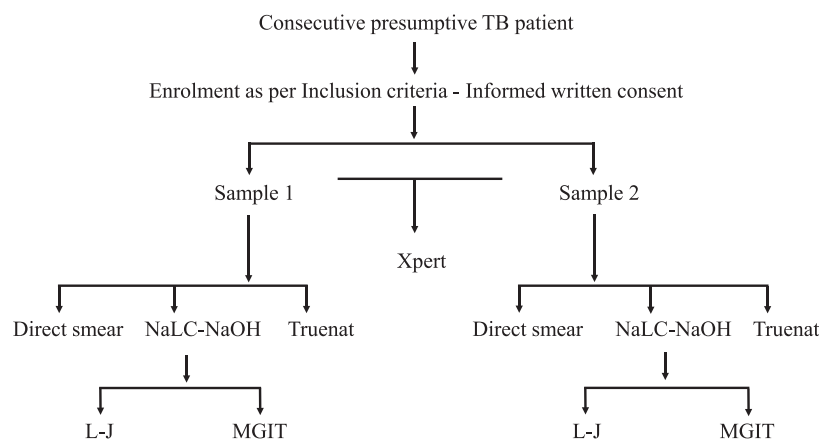 Consecutive presumptive TB patient
Enrolment as per Inclusion criteria - Informed written consent
Sample 1
Sample 2
Xpert
Direct smear
NaLC-NaOH
Truenat
Direct smear
NaLC-NaOH
Truenat
L-J
MGIT
L-J
MGIT